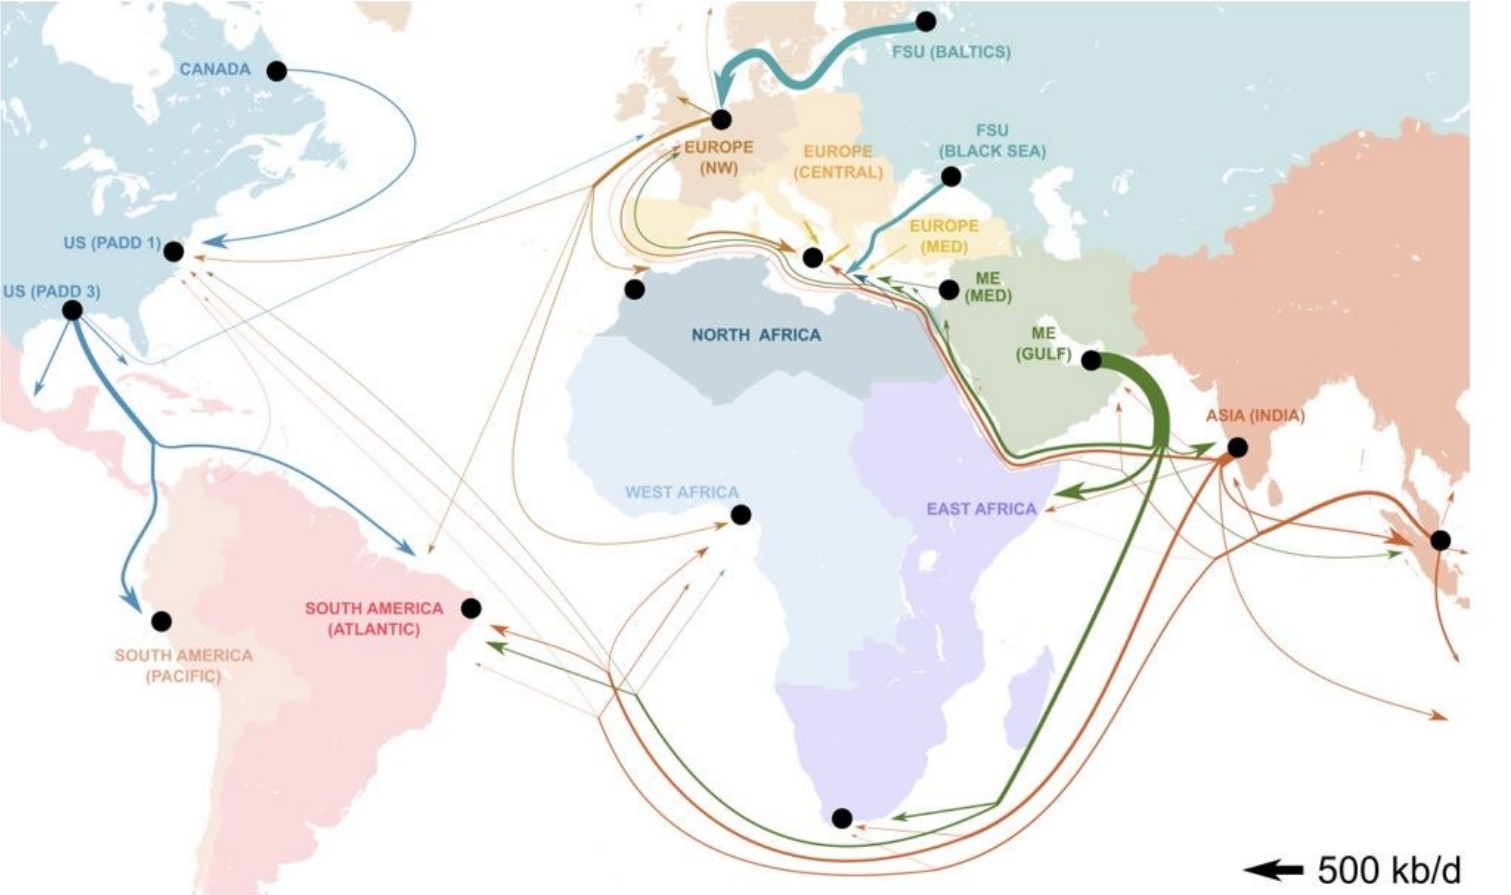 FSU (BALTICS)
CANADA
FSU
(BLACK SEA)
EUROPE
(NW)
EUROPE
(CENTRAL)
US (PADD 1)
EUROPE
(MED)
US (PADD 3)
ME
(MED)
NORTH AFRICA
ME
(GULF)
ASIA (INDIA)
WEST AFRICA
EAST AFRICA
SOUTH AMERICA
(ATLANTIC)
SOUTH AMERICA
(PACIFIC)
500 kb/d